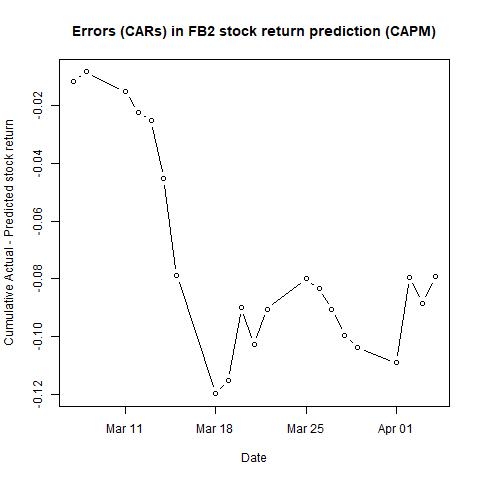 Errors (CARs) in FB2 stock return prediction (CAPM)
Cumulative Actual - Predicted stock return
-0.02
-0.04
-0.06
-0.08
-0.10
-0.12
Mar 11
Mar 18
Mar 25
Apr 01
Date